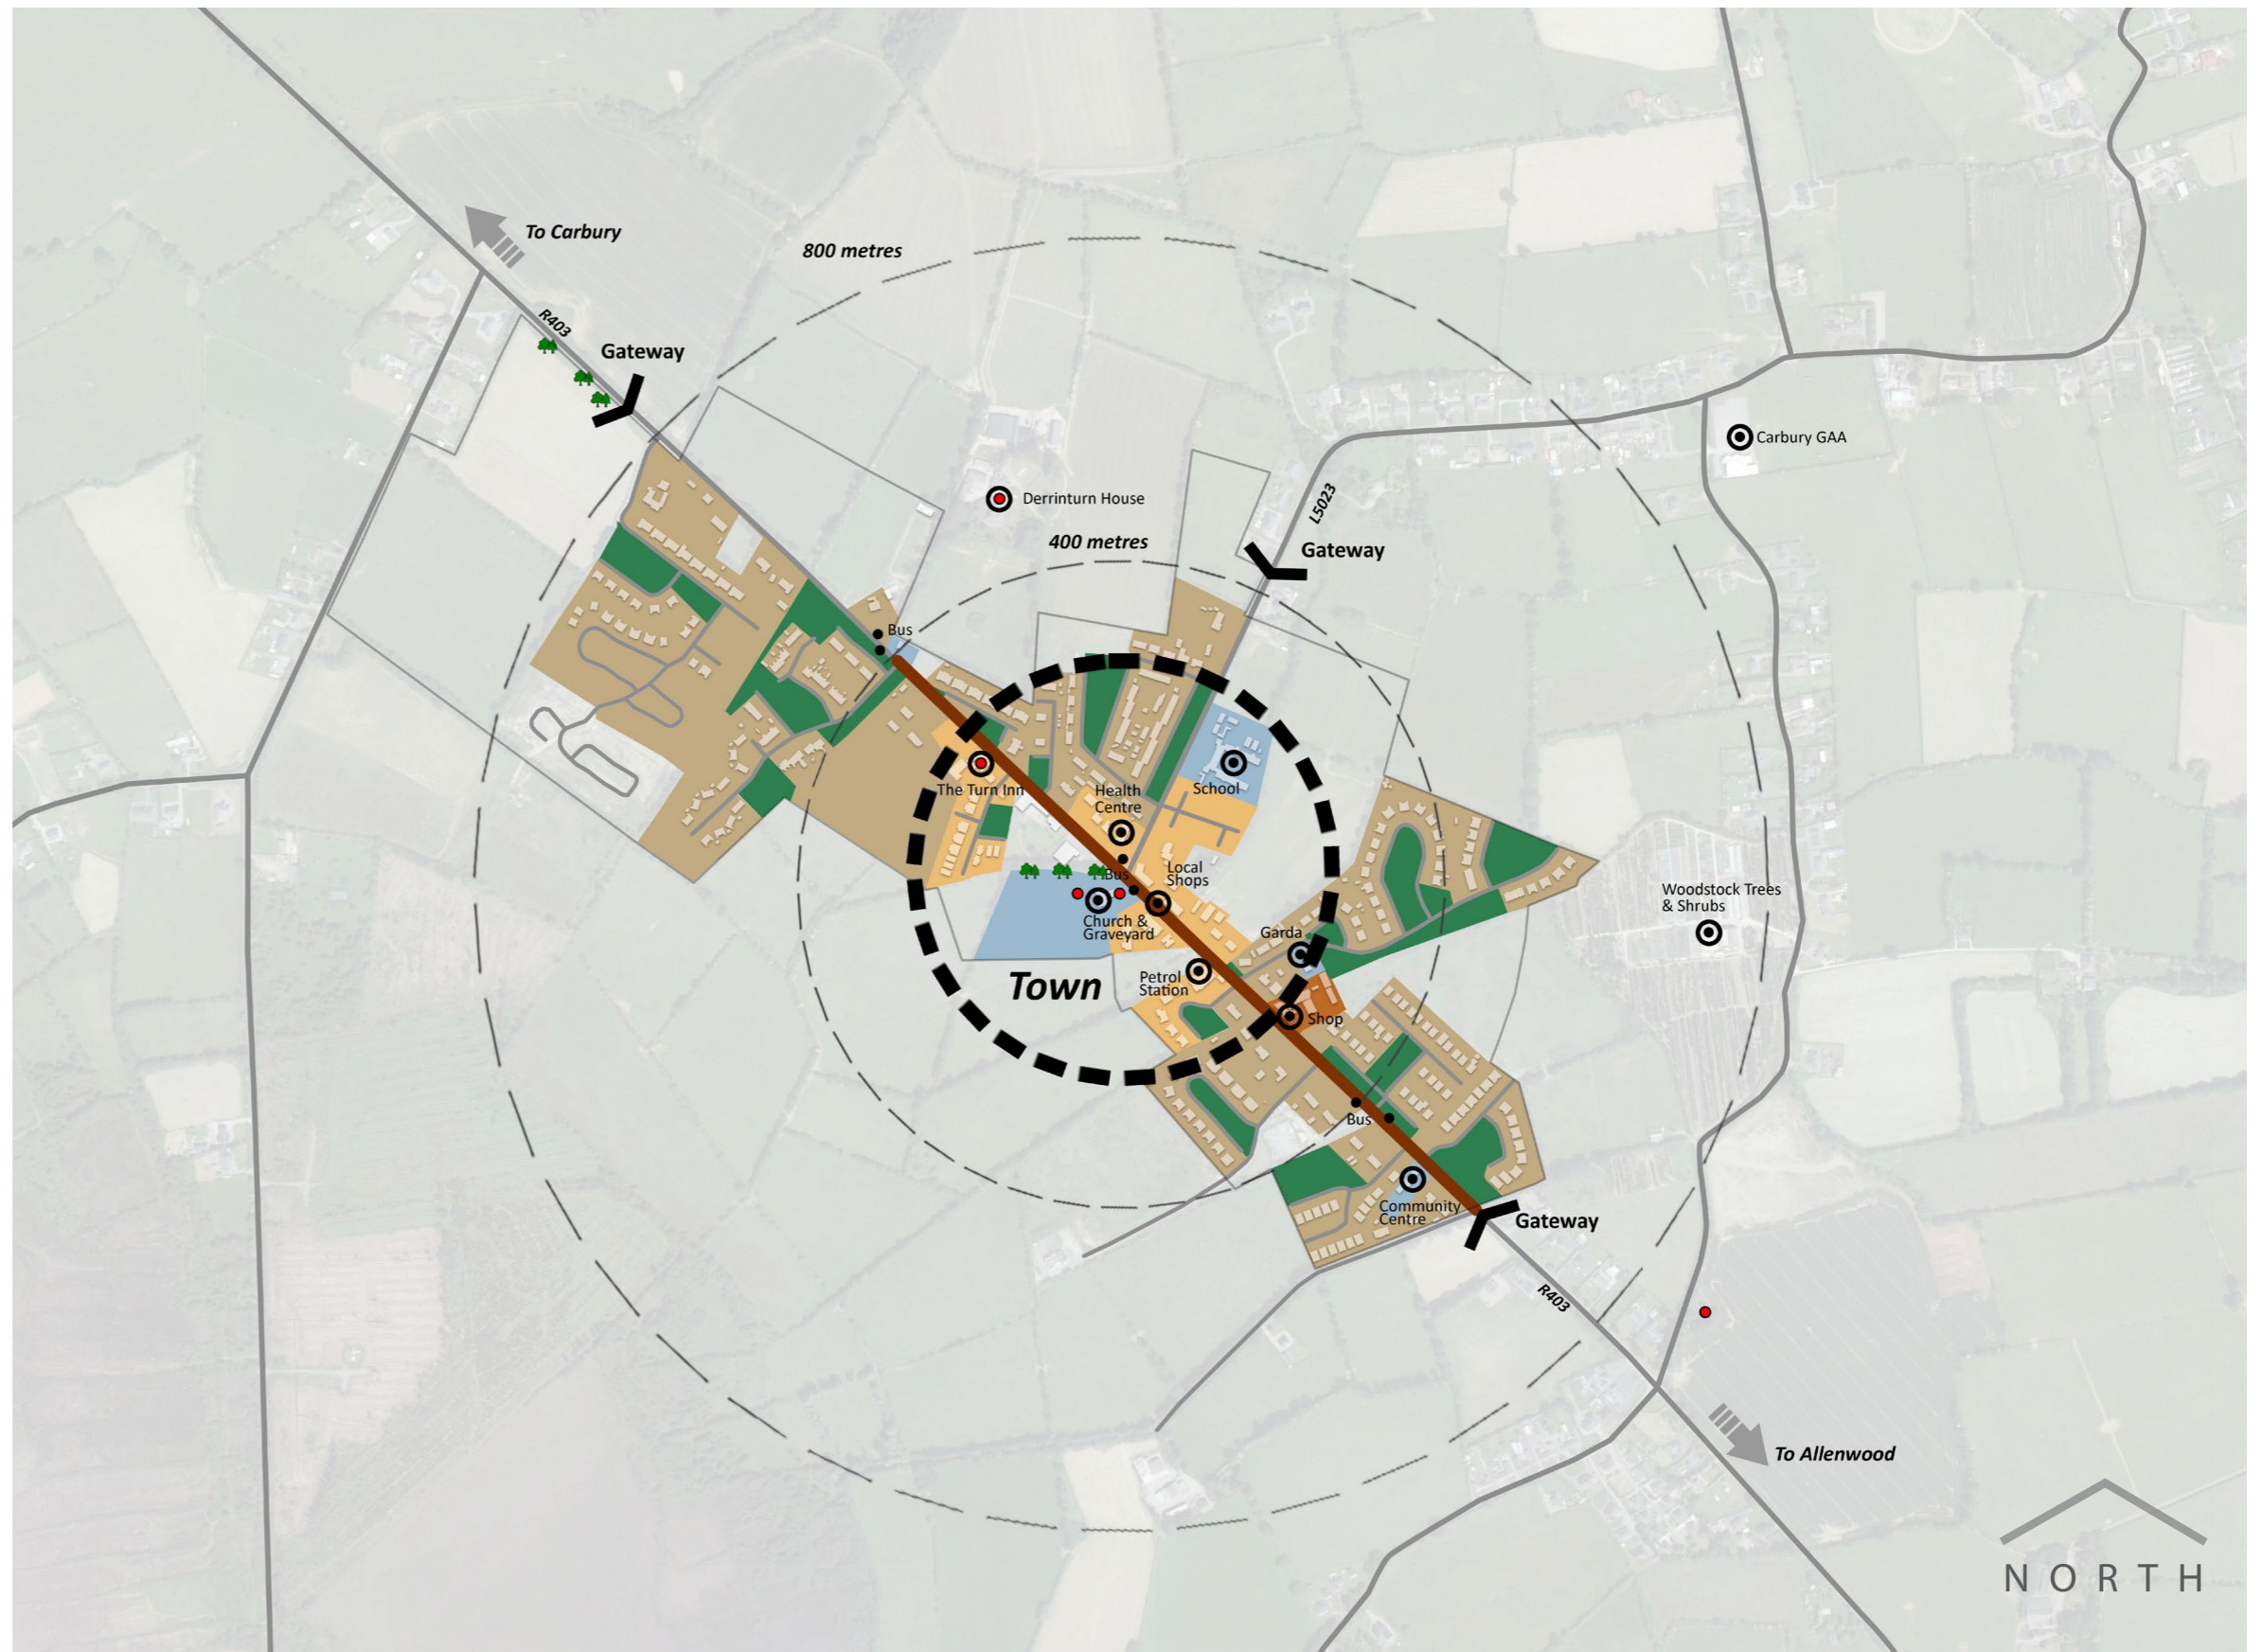 To Carbury
800 metres
R403
Gateway
Carbury GAA
Derrinturn House
L5023
400 metres
Gateway
Bus
The Turn Inn
Health
Centre
School
Local
Shops
Bus
Church &
Graveyard
Woodstock Trees
& Shrubs
Garda
Town
Petrol
Station
Shop
Bus
Community
Centre
Gateway
R403
To Allenwood
NORTH